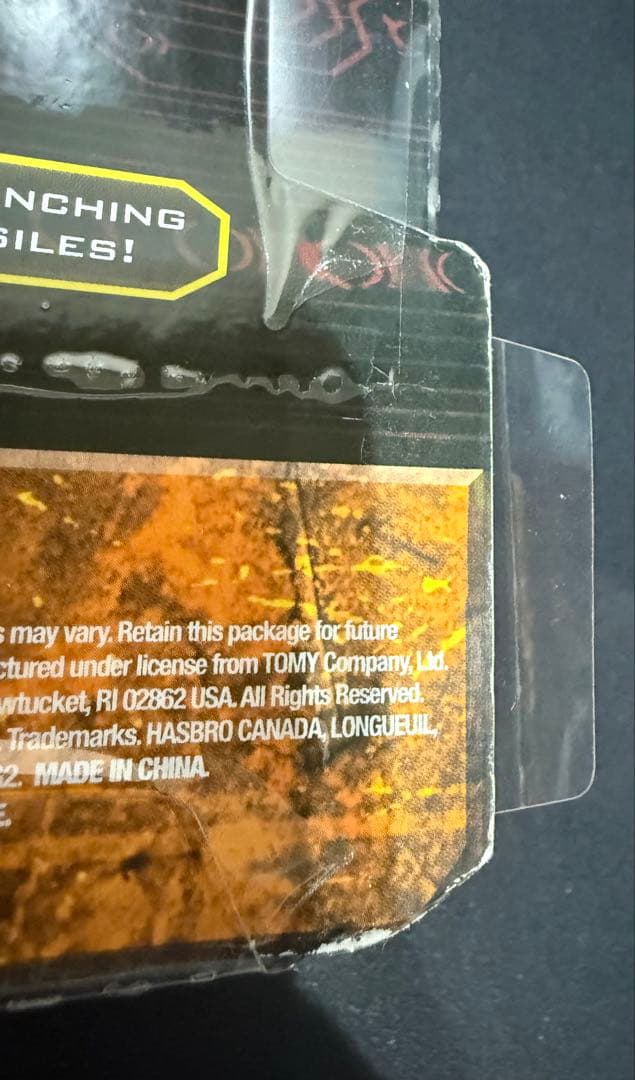 NCHING
SILES!
s may vary. Retain this package for future
ctured under license from TOMY Company, Ltd.
wtucket, RI 02862 USA. All Rights Reserved.
. Trademarks. HASBRO CANADA, LONGUEUIL,
2. MADE IN CHINA.
E.